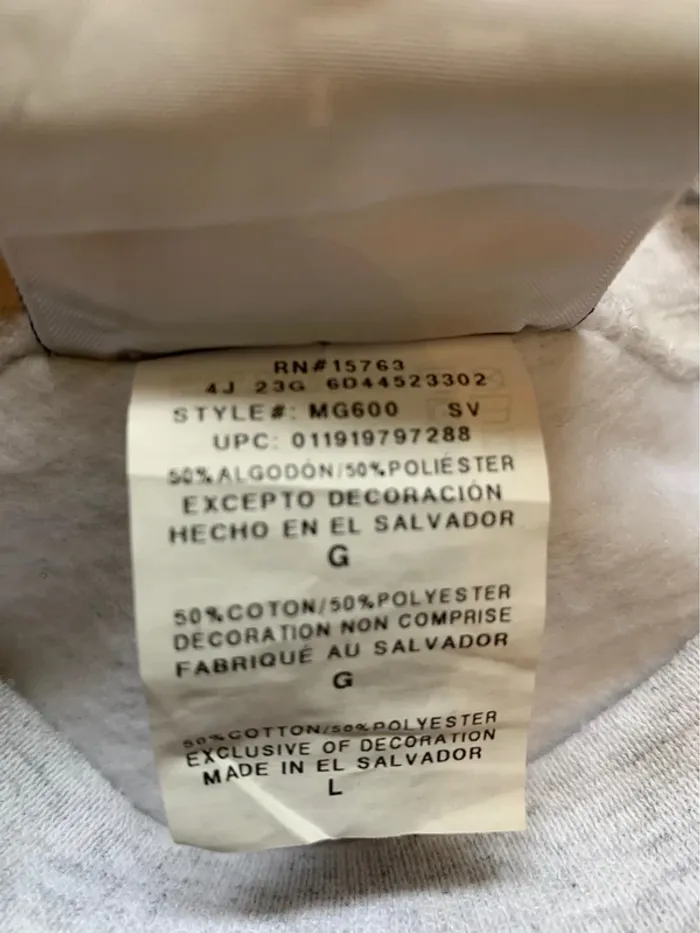 RN#15763
4J 23G 6D44523302
STYLE#: MG600 SV
UPC: 011919797288
50%ALGODÓN/50%POLIÉSTER
EXCEPTO DECORACIÓN
HECHO EN EL SALVADOR
G
50%COTON/50%POLYESTER
DECORATION NON COMPRISE
FABRIQUÉ AU SALVADOR
G
50%COTTON/50%POLYESTER
EXCLUSIVE OF DECORATION
MADE IN EL SALVADOR
L